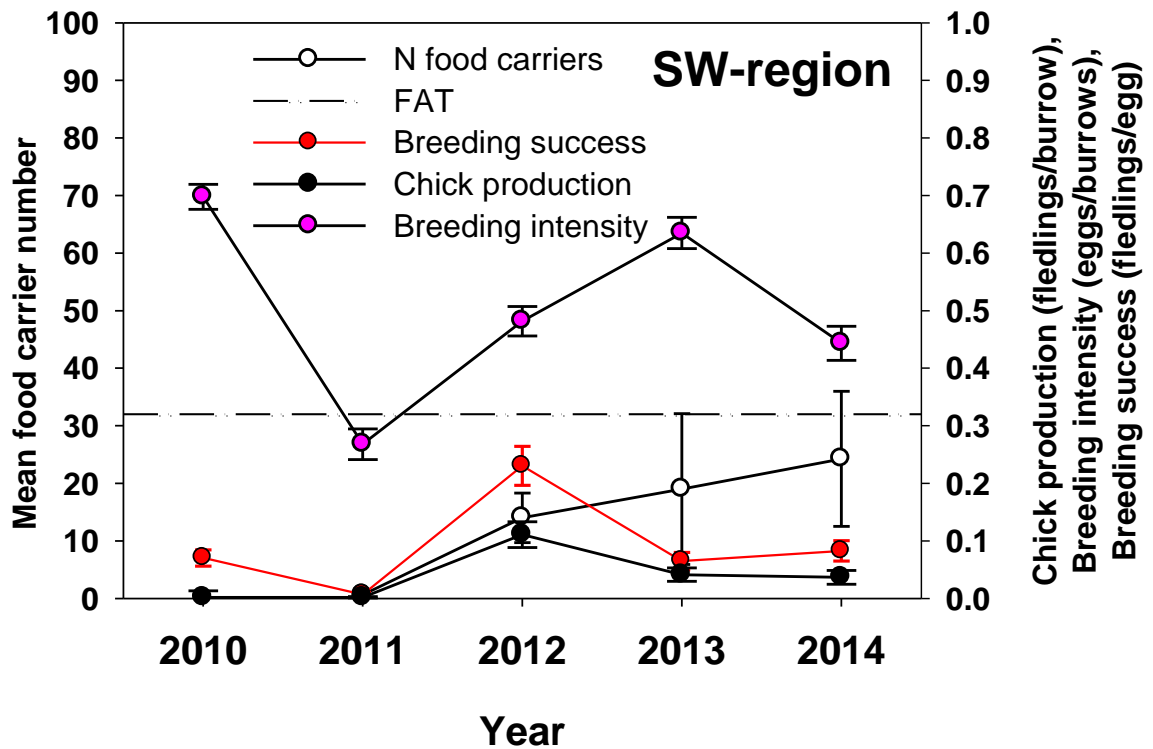 SW-region
N food carriers
FAT
Breeding success
Chick production
Breeding intensity
Mean food carrier number
100
90
80
70
60
50
40
30
20
10
0
1.0
0.9
0.8
0.7
0.6
0.5
0.4
0.3
0.2
0.1
0.0
Chick production (fledlings/burrow),
Breeding intensity (eggs/burrows),
Breeding success (fledlings/egg)
2010
2011
2012
2013
2014
Year